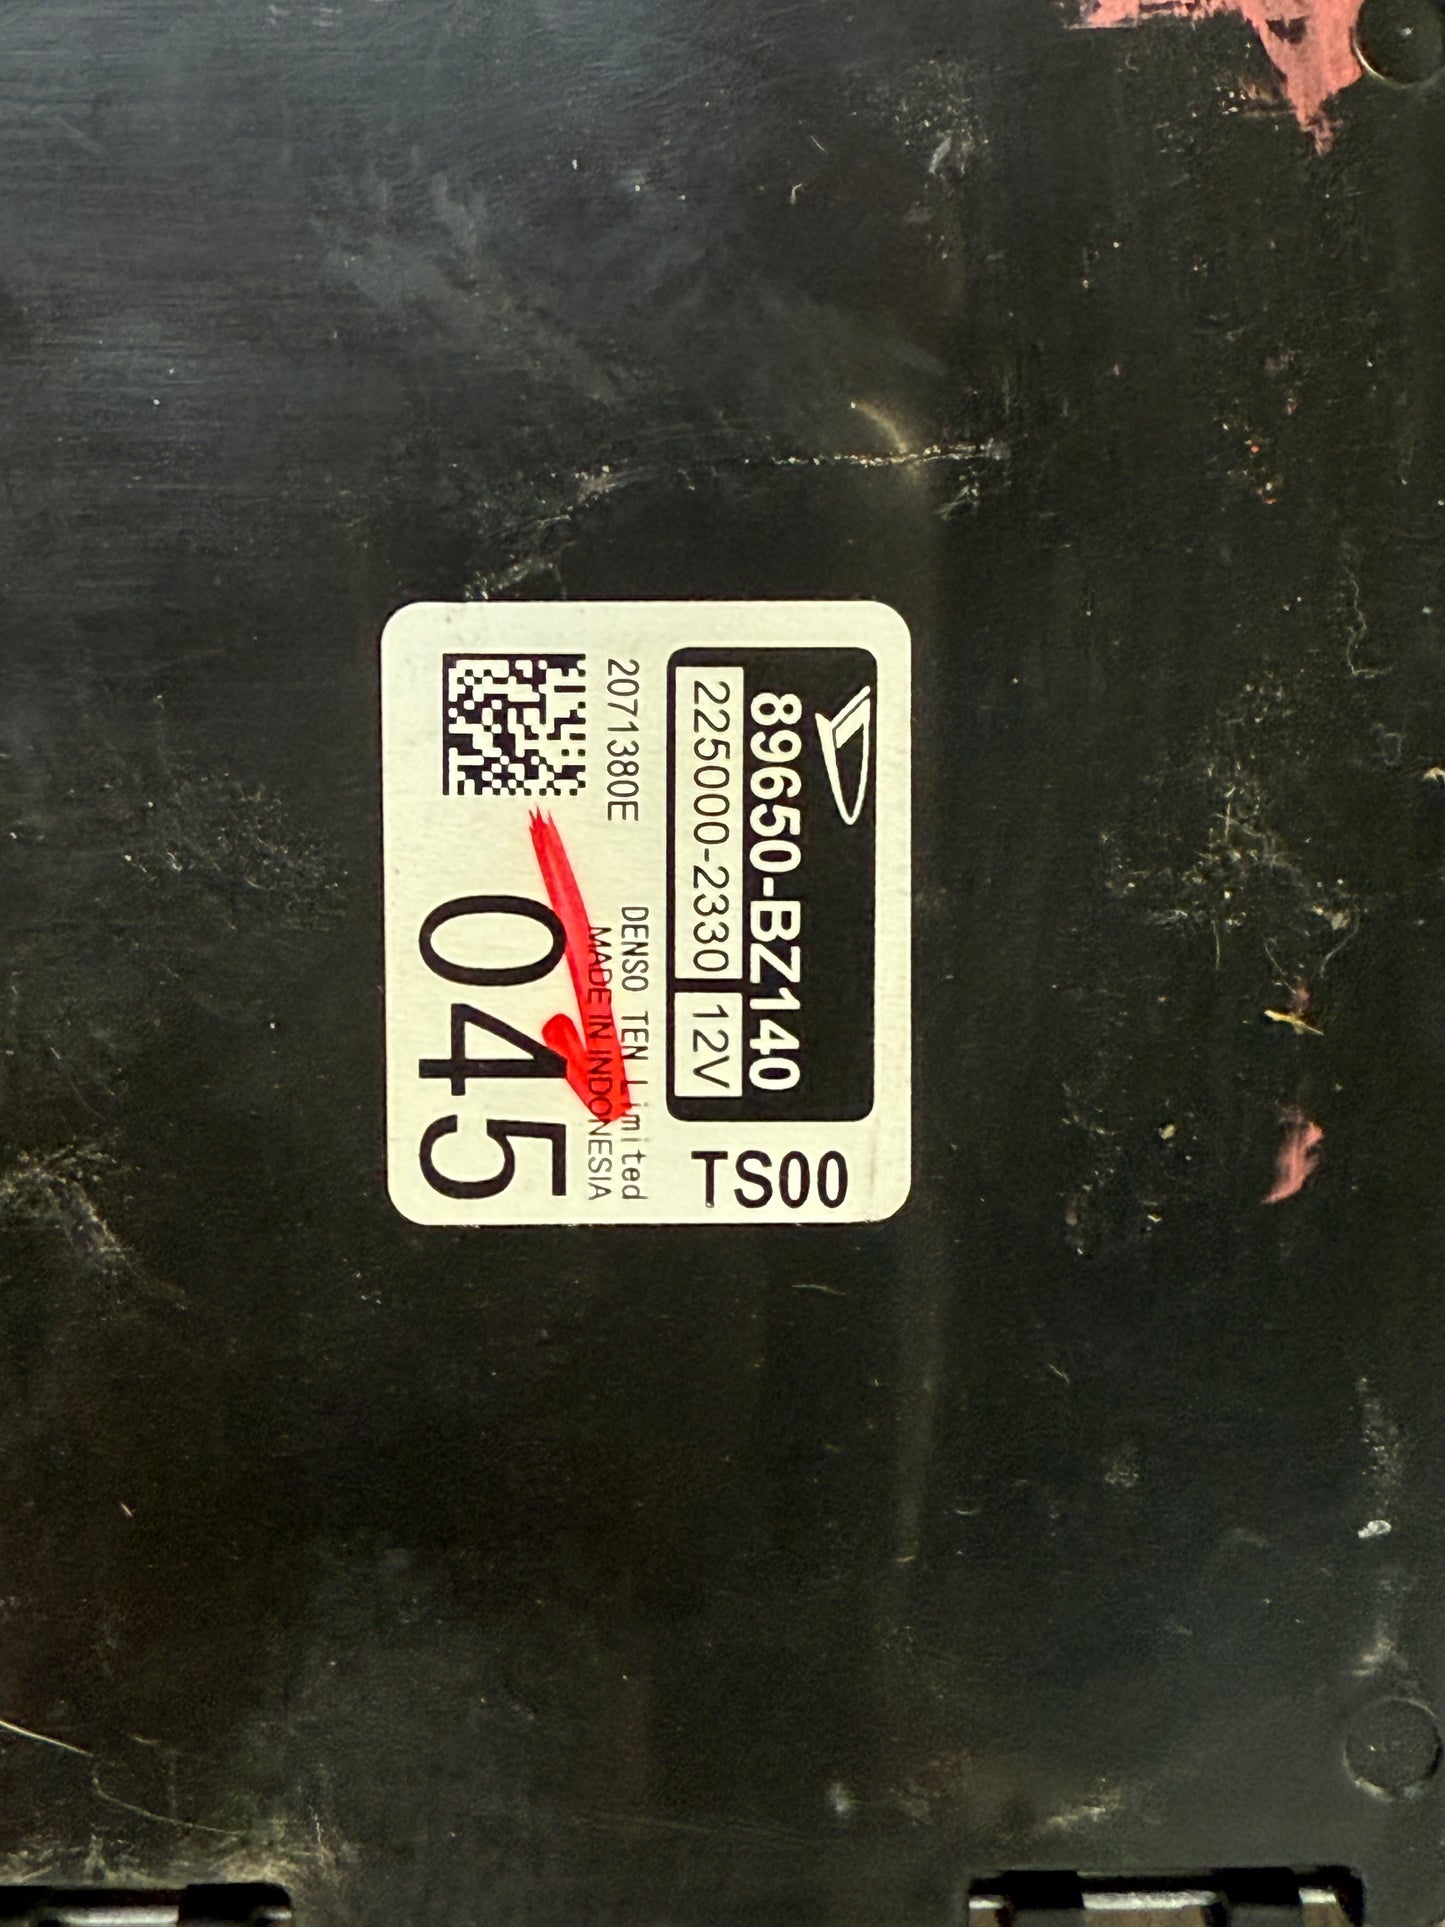 89650-BZ140
225000-2330 12V
TS00
2071380E
DENSO TEN Limited
MADE IN INDONESIA
045